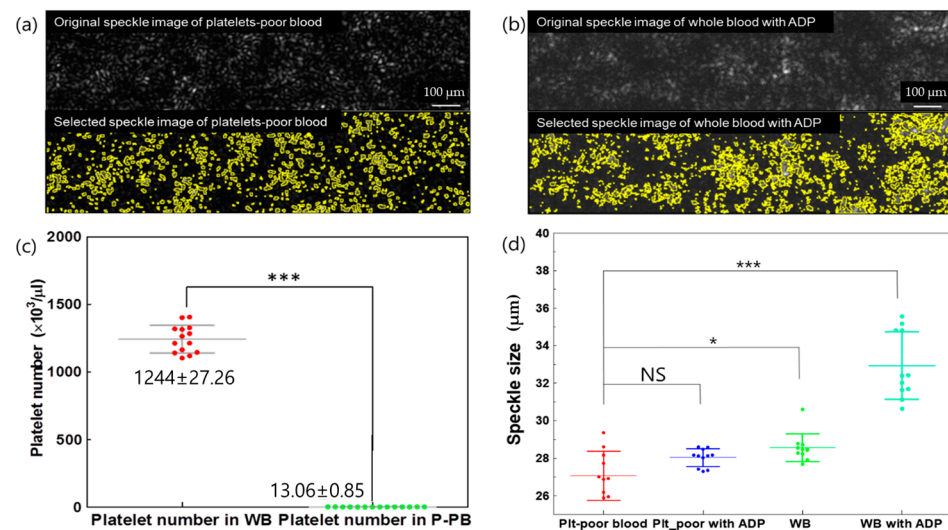 (a)
Original speckle image of platelets-poor blood
100 μm
Selected speckle image of platelets-poor blood
(b)
Original speckle image of whole blood with ADP
100 μm
Selected speckle image of whole blood with ADP
(c)
Platelet number (×10³/μl)
2000
1500
1000
500
0
***
1244±27.26
13.06±0.85
Platelet number in WB
Platelet number in P-PB
(d)
Speckle size (μm)
40
38
36
34
32
30
28
26
***
*
NS
Plt-poor blood
Plt_poor with ADP
WB
WB with ADP